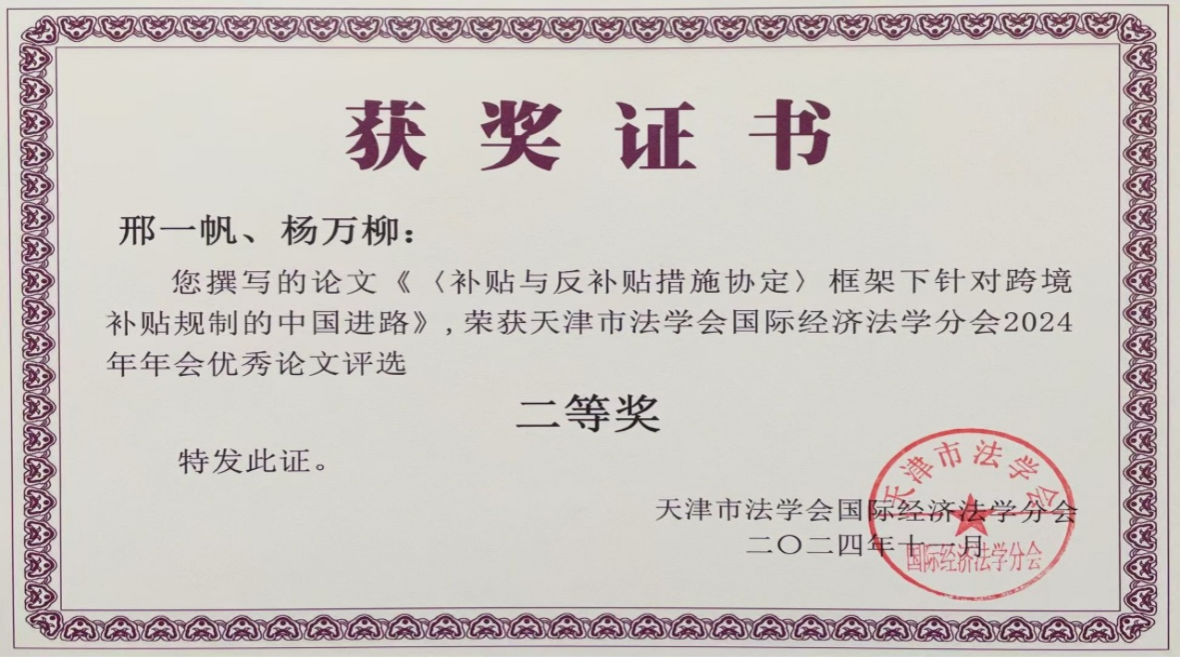 获奖证书
邢一帆、杨万柳：
您撰写的论文《〈补贴与反补贴措施协定〉框架下针对跨境
补贴规制的中国进路》,荣获天津市法学会国际经济法学分会2024
年年会优秀论文评选
二等奖
特发此证。
天津市法学会国际经济法学分会
二〇二四年十一月
天津市法学会
国际经济法学分会